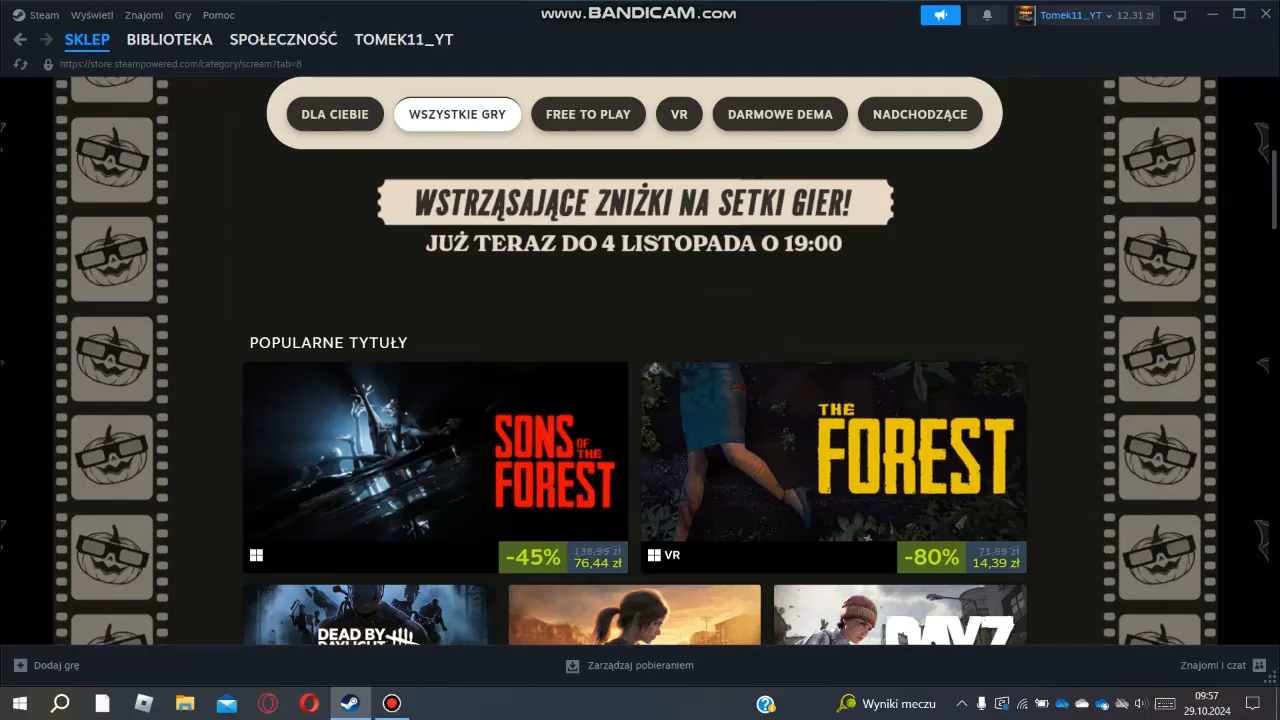 www.BANDICAM.com
Steam Wyświetl Znajomi Gry Pomoc
Tomek11_YT 12,31 zł
SKLEP BIBLIOTEKA SPOŁECZNOŚĆ TOMEK11_YT
https://store.steampowered.com/category/scream?tab=8
DLA CIEBIE WSZYSTKIE GRY FREE TO PLAY VR DARMOWE DEMA NADCHODZĄCE
WSTRZĄSAJĄCE ZNIŻKI NA SETKI GIER!
JUŻ TERAZ DO 4 LISTOPADA O 19:00
POPULARNE TYTUŁY
SONS OF THE FOREST
THE FOREST
-45% 138,99 zł 76,44 zł
VR -80% 71,99 zł 14,39 zł
DEAD BY DAYLIGHT
DAYZ
Dodaj grę Zarządzaj pobieraniem Znajomi i czat
Wyniki meczu
09:57
29.10.2024